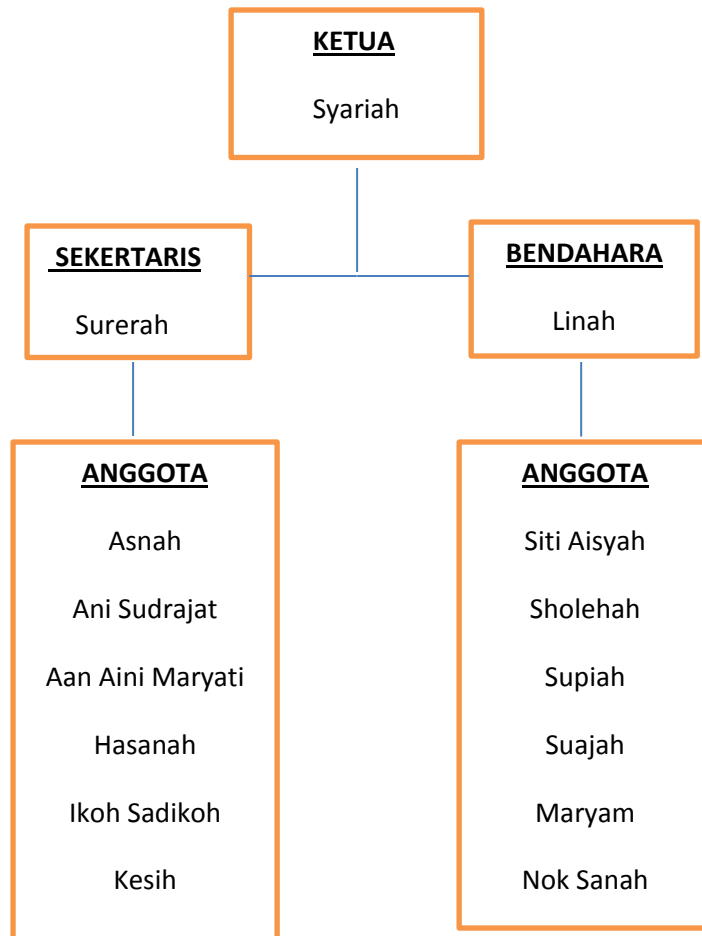 KETUA
Syariah
SEKERTARIS
Surerah
BENDAHARA
Linah
ANGGOTA
Asnah
Ani Sudrajat
Aan Aini Maryati
Hasanah
Ikoh Sadikoh
Kesih
ANGGOTA
Siti Aisyah
Sholehah
Supiah
Suajah
Maryam
Nok Sanah